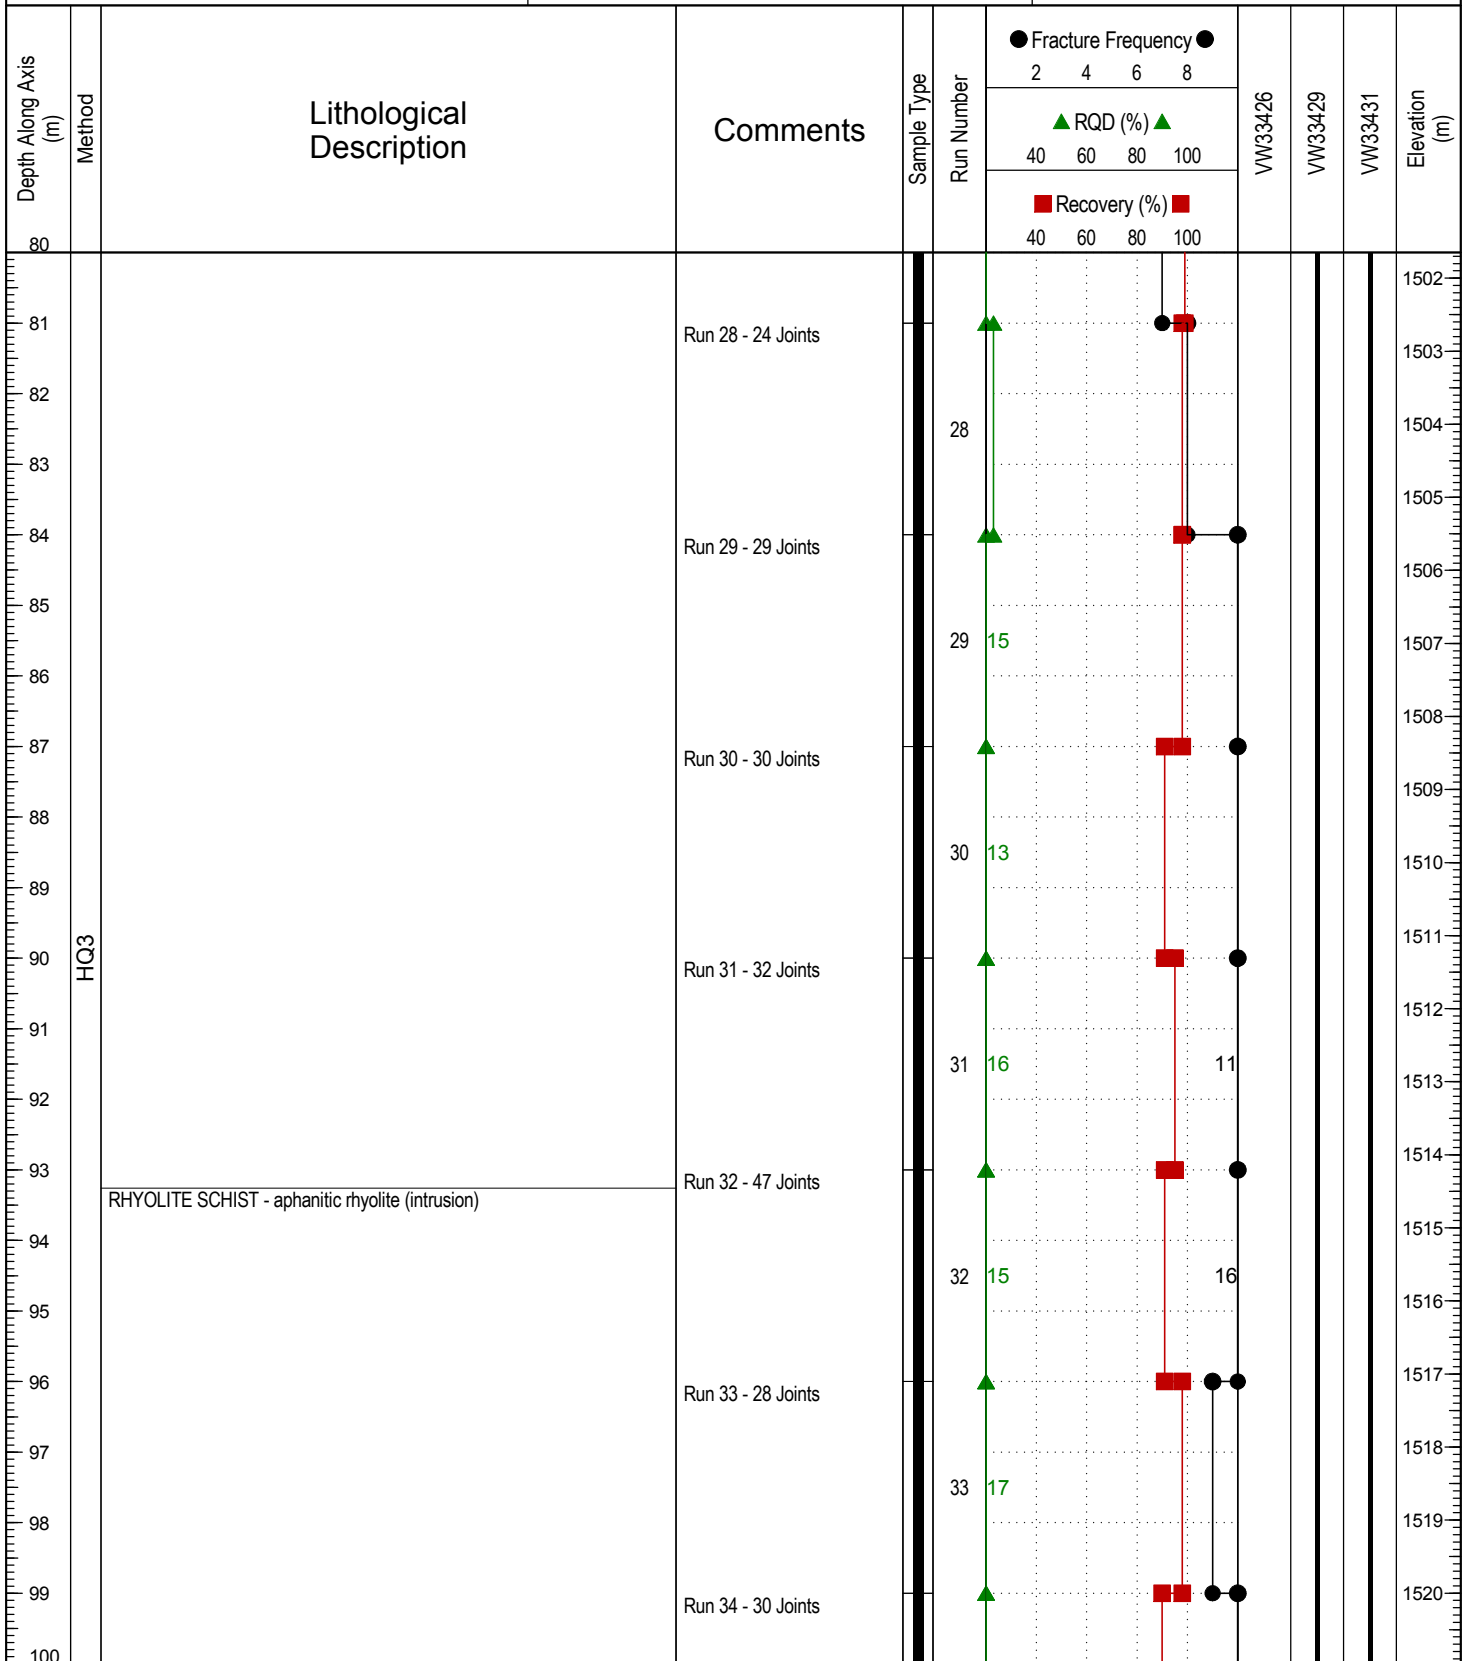 Depth Along Axis
(m)
Method
Lithological
Description
Comments
Sample Type
Run Number
Fracture Frequency
2 4 6 8
RQD (%)
40 60 80 100
Recovery (%)
40 60 80 100
VW33426
VW33429
VW33431
Elevation
(m)
80
1502
81
Run 28 - 24 Joints
1503
82
28
1504
83
1505
84
Run 29 - 29 Joints
1506
85
29 15
1507
86
1508
87
Run 30 - 30 Joints
1509
88
30 13
1510
89
HQ3
1511
90
Run 31 - 32 Joints
1512
91
31 16 11
1513
92
1514
93
Run 32 - 47 Joints
RHYOLITE SCHIST - aphanitic rhyolite (intrusion)
1515
94
32 15 16
1516
95
1517
96
Run 33 - 28 Joints
1518
97
33 17
1519
98
1520
99
Run 34 - 30 Joints
100